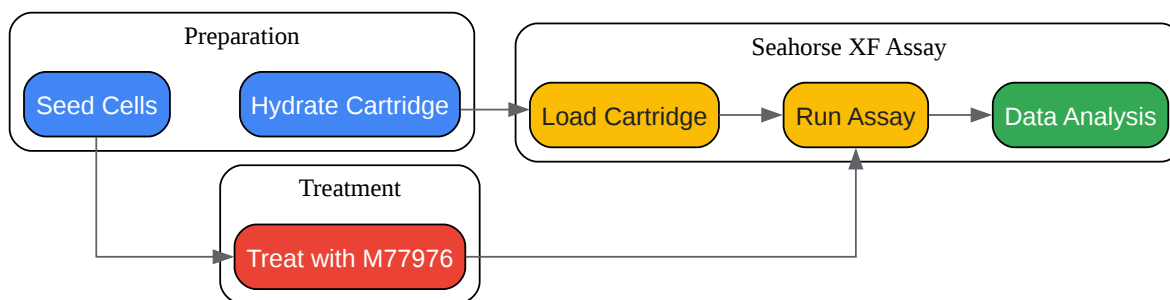 Preparation
Seed Cells
Hydrate Cartridge
Seahorse XF Assay
Load Cartridge
Run Assay
Data Analysis
Treatment
Treat with M77976